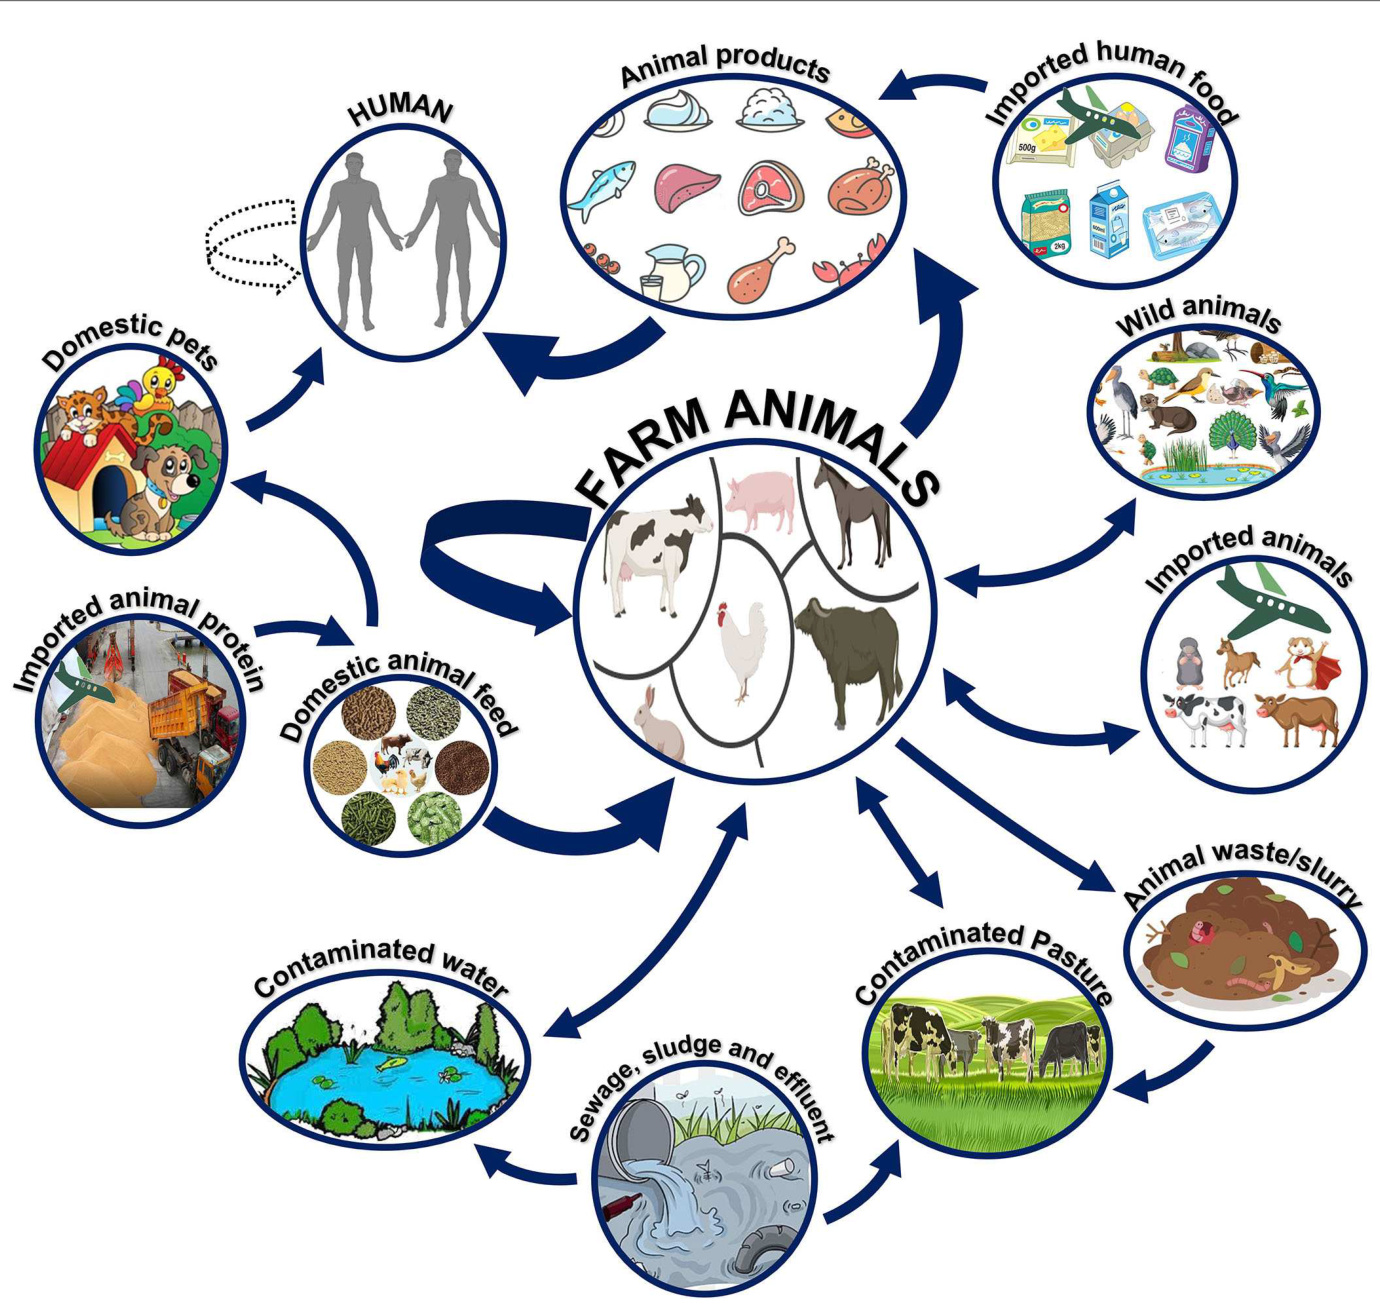 Animal products
Imported human food
HUMAN
500g
2kg
500ml
Wild animals
Domestic pets
FARM ANIMALS
Imported animals
Imported animal protein
Domestic animal feed
Animal waste/slurry
Contaminated water
Contaminated Pasture
Sewage, sludge and effluent